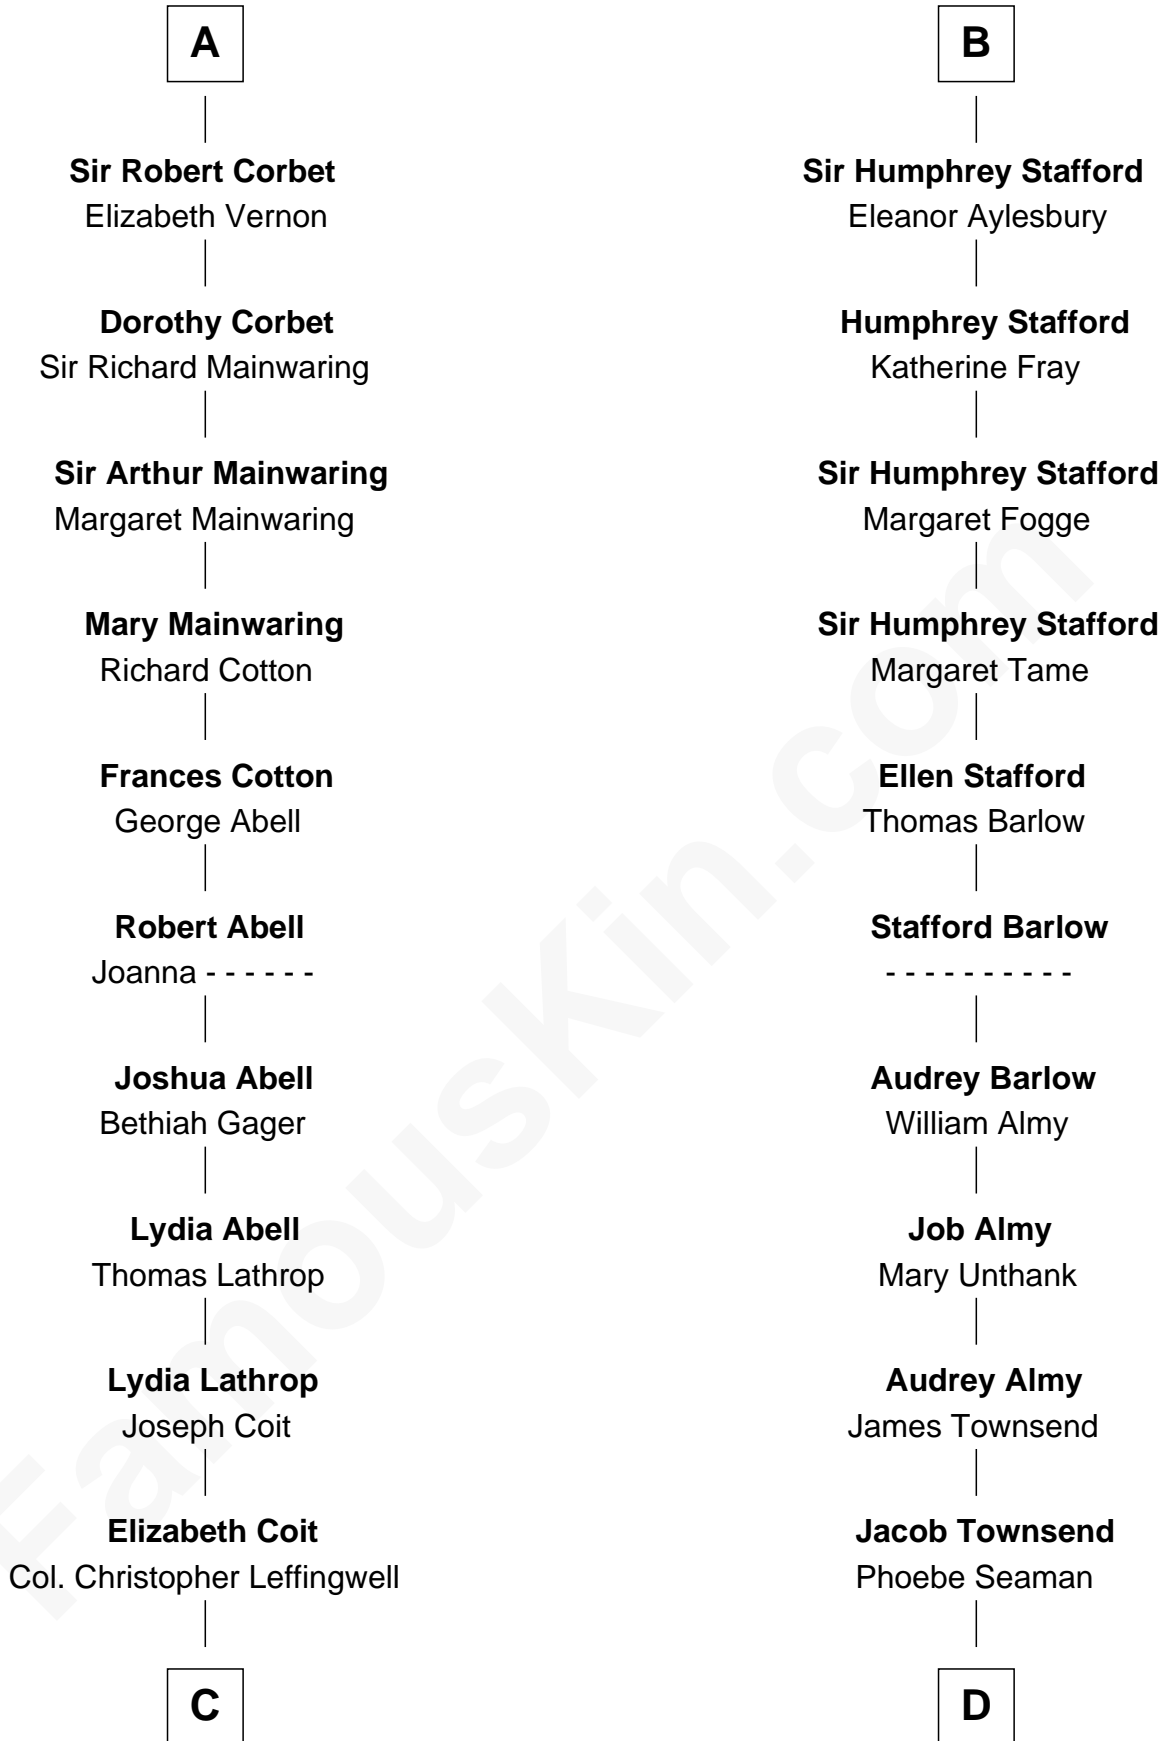 A
Sir Robert Corbet
Elizabeth Vernon
Dorothy Corbet
Sir Richard Mainwaring
Sir Arthur Mainwaring
Margaret Mainwaring
Mary Mainwaring
Richard Cotton
Frances Cotton
George Abell
Robert Abell
Joanna - - - - - -
Joshua Abell
Bethiah Gager
Lydia Abell
Thomas Lathrop
Lydia Lathrop
Joseph Coit
Elizabeth Coit
Col. Christopher Leffingwell
C
B
Sir Humphrey Stafford
Eleanor Aylesbury
Humphrey Stafford
Katherine Fray
Sir Humphrey Stafford
Margaret Fogge
Sir Humphrey Stafford
Margaret Tame
Ellen Stafford
Thomas Barlow
Stafford Barlow
- - - - - - - - - -
Audrey Barlow
William Almy
Job Almy
Mary Unthank
Audrey Almy
James Townsend
Jacob Townsend
Phoebe Seaman
D
FamousKin.com